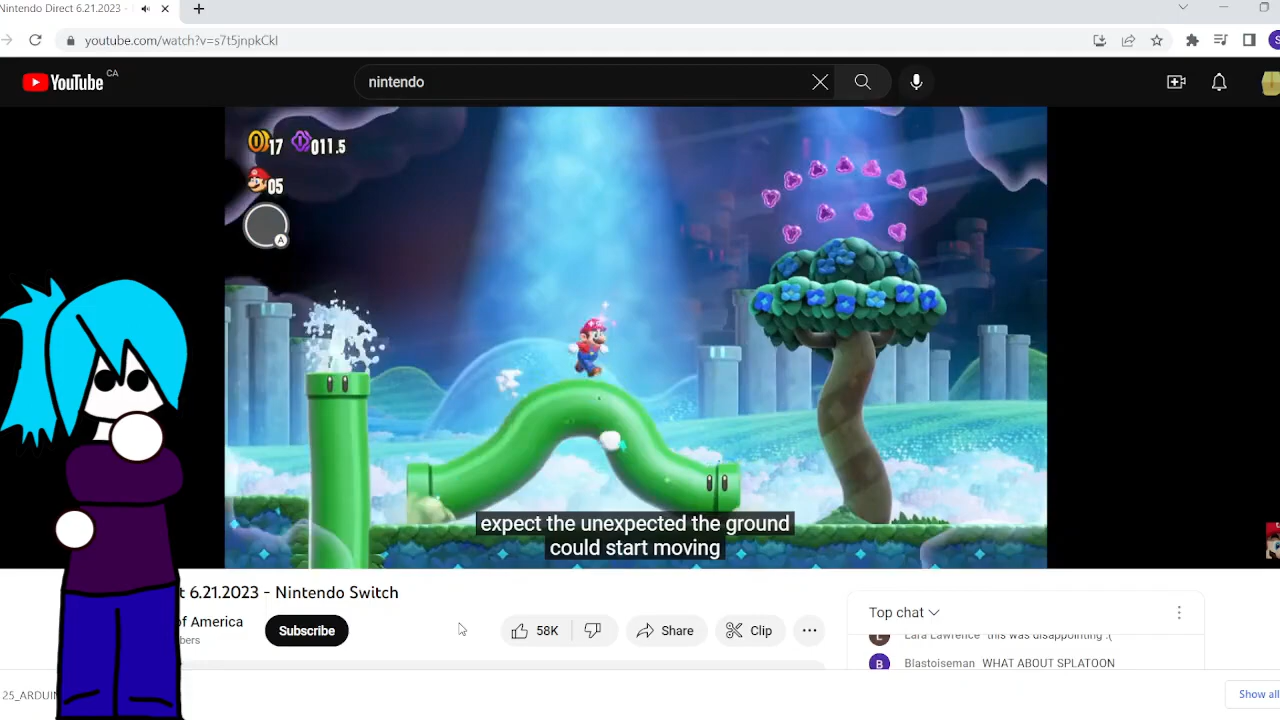 Nintendo Direct 6.21.2023 -
youtube.com/watch?v=s7t5jnpkCkI
YouTube CA
nintendo
17 011.5
05
A
expect the unexpected the ground
could start moving
6.21.2023 - Nintendo Switch
of America
Subscribe
58K
Share
Clip
Top chat
Lara Lawrence this was disappointing :(
B Blastoiseman WHAT ABOUT SPLATOON
25_ARDUIN
Show all